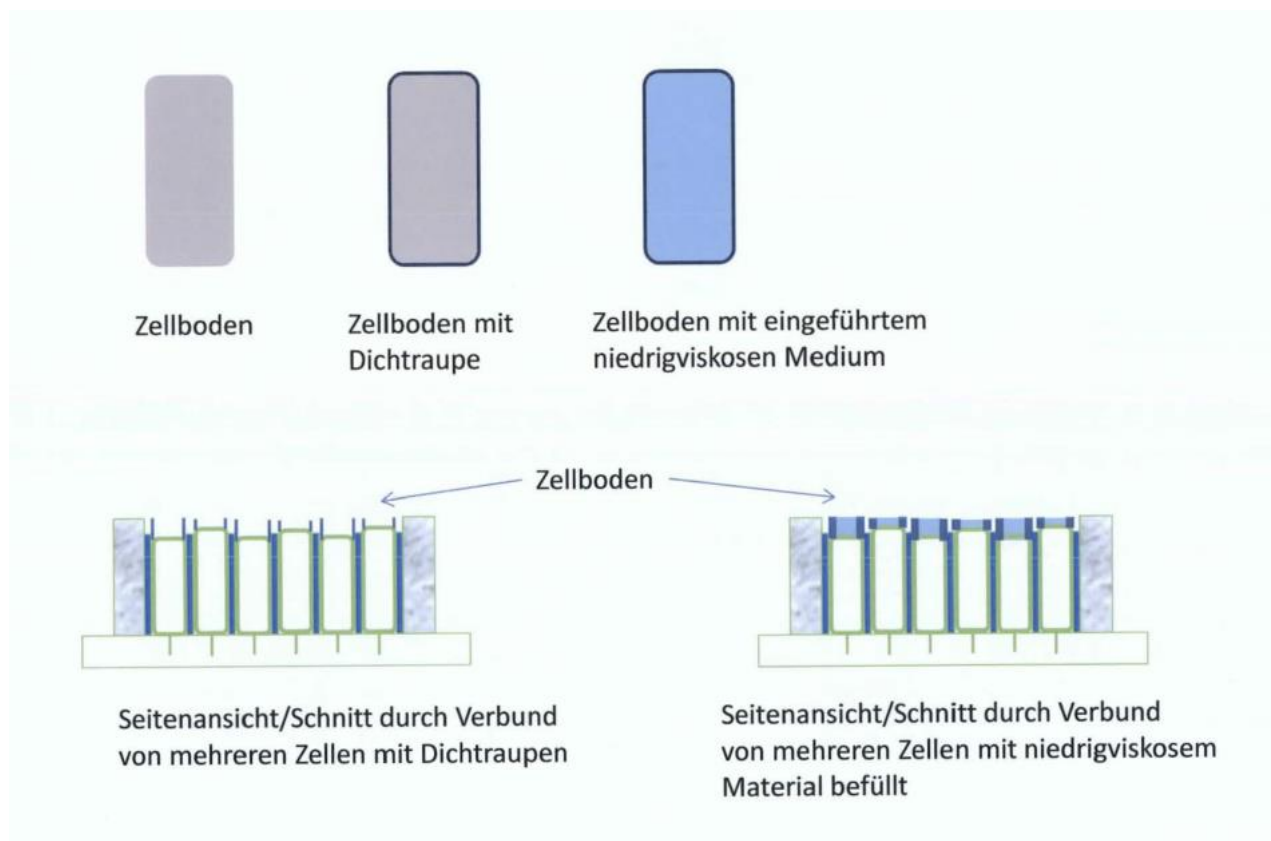 Zellboden
Zellboden mit
Dichtraupe
Zellboden mit eingeführtem
niedrigviskosen Medium
Zellboden
Seitenansicht/Schnitt durch Verbund
von mehreren Zellen mit Dichtraupen
Seitenansicht/Schnitt durch Verbund
von mehreren Zellen mit niedrigviskosem
Material befüllt